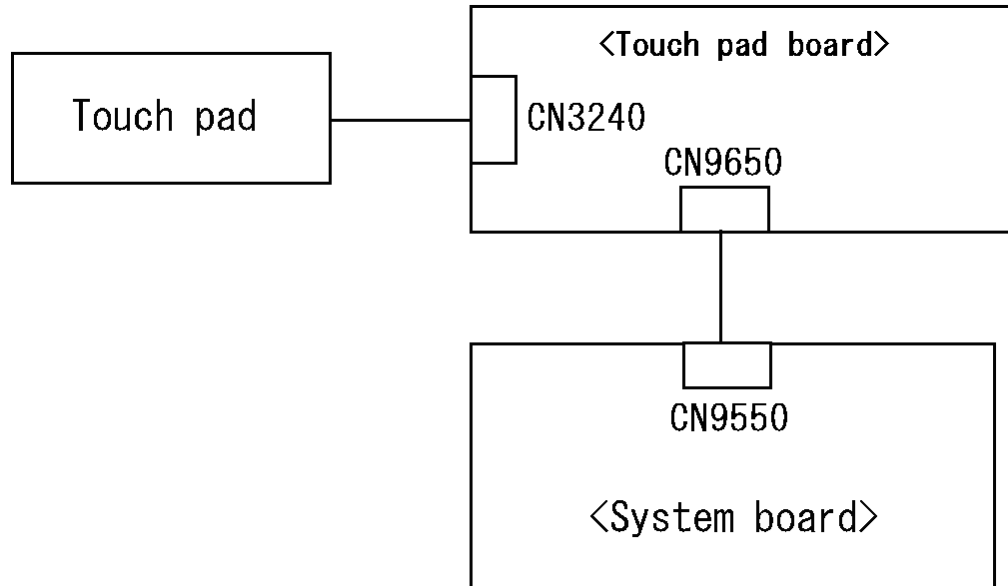 <Touch pad board>
Touch pad
CN3240
CN9650
CN9550
<System board>